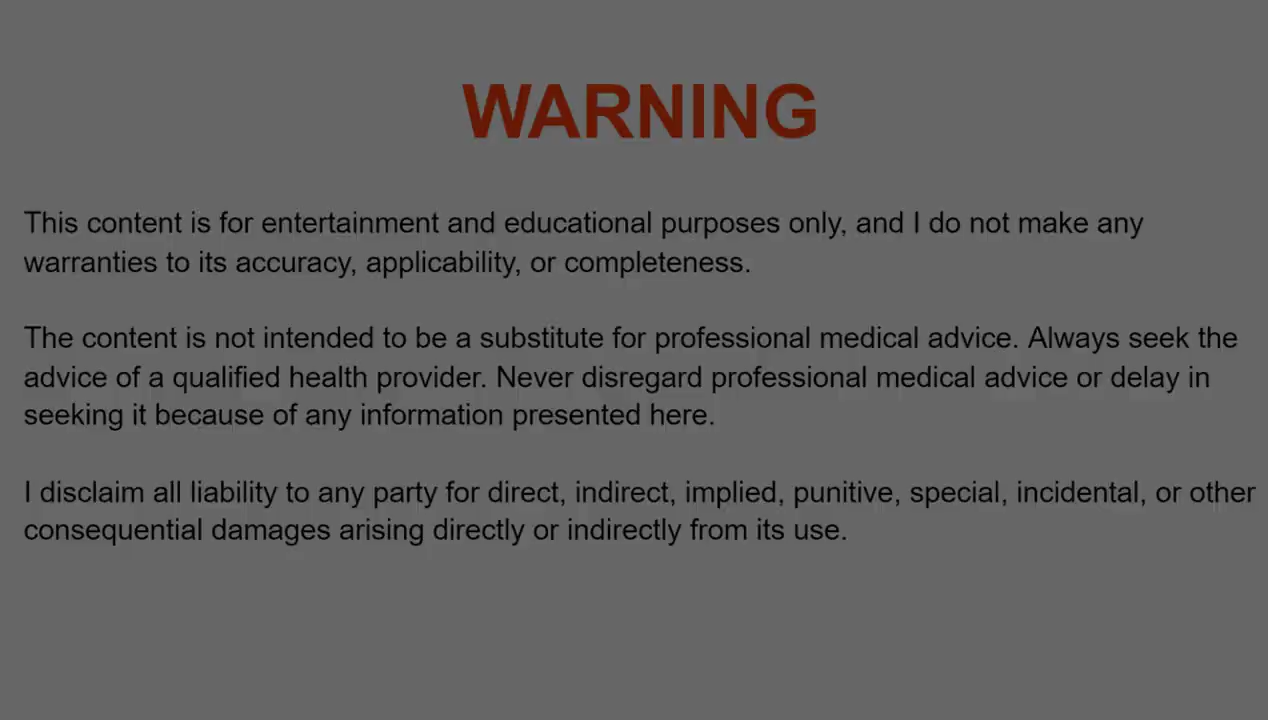 WARNING
This content is for entertainment and educational purposes only, and I do not make any
warranties to its accuracy, applicability, or completeness.
The content is not intended to be a substitute for professional medical advice. Always seek the
advice of a qualified health provider. Never disregard professional medical advice or delay in
seeking it because of any information presented here.
I disclaim all liability to any party for direct, indirect, implied, punitive, special, incidental, or other
consequential damages arising directly or indirectly from its use.